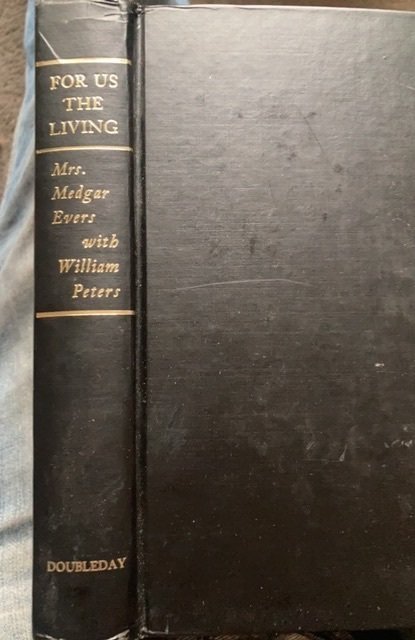 FOR US
THE
LIVING
Mrs.
Medgar
Evers
with
William
Peters
DOUBLEDAY